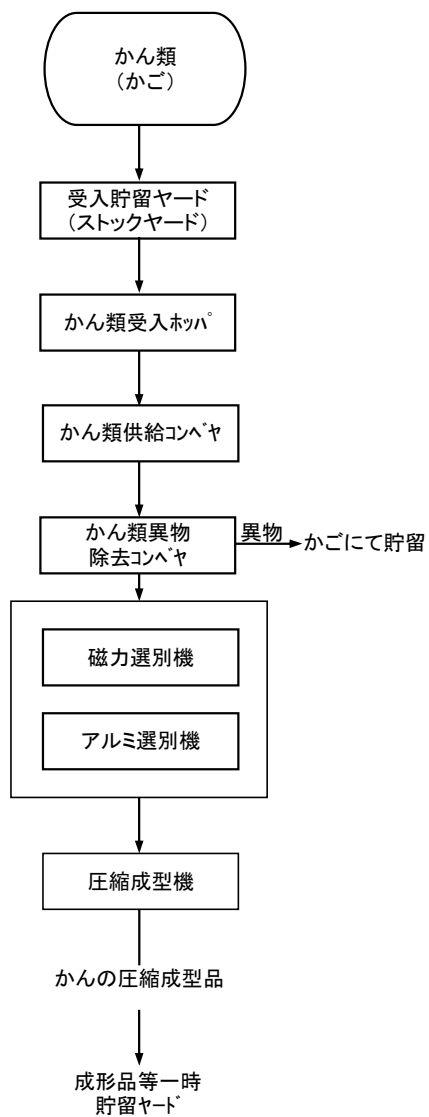 かん類
（かご）
受入貯留ヤード
（ストックヤード）
かん類受入ﾎｯﾊﾟ
かん類供給ｺﾝﾍﾞﾔ
かん類異物
除去ｺﾝﾍﾞﾔ
異物
かごにて貯留
磁力選別機
アルミ選別機
圧縮成型機
かんの圧縮成型品
成形品等一時
貯留ﾔｰﾄﾞ